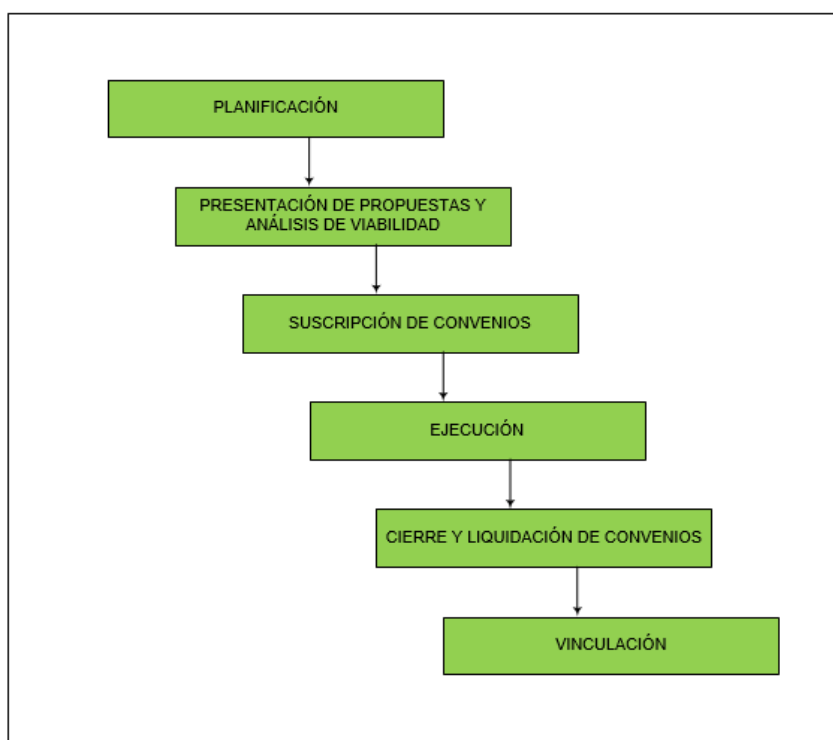 PLANIFICACIÓN
PRESENTACIÓN DE PROPUESTAS Y
ANÁLISIS DE VIABILIDAD
SUSCRIPCIÓN DE CONVENIOS
EJECUCIÓN
CIERRE Y LIQUIDACIÓN DE CONVENIOS
VINCULACIÓN